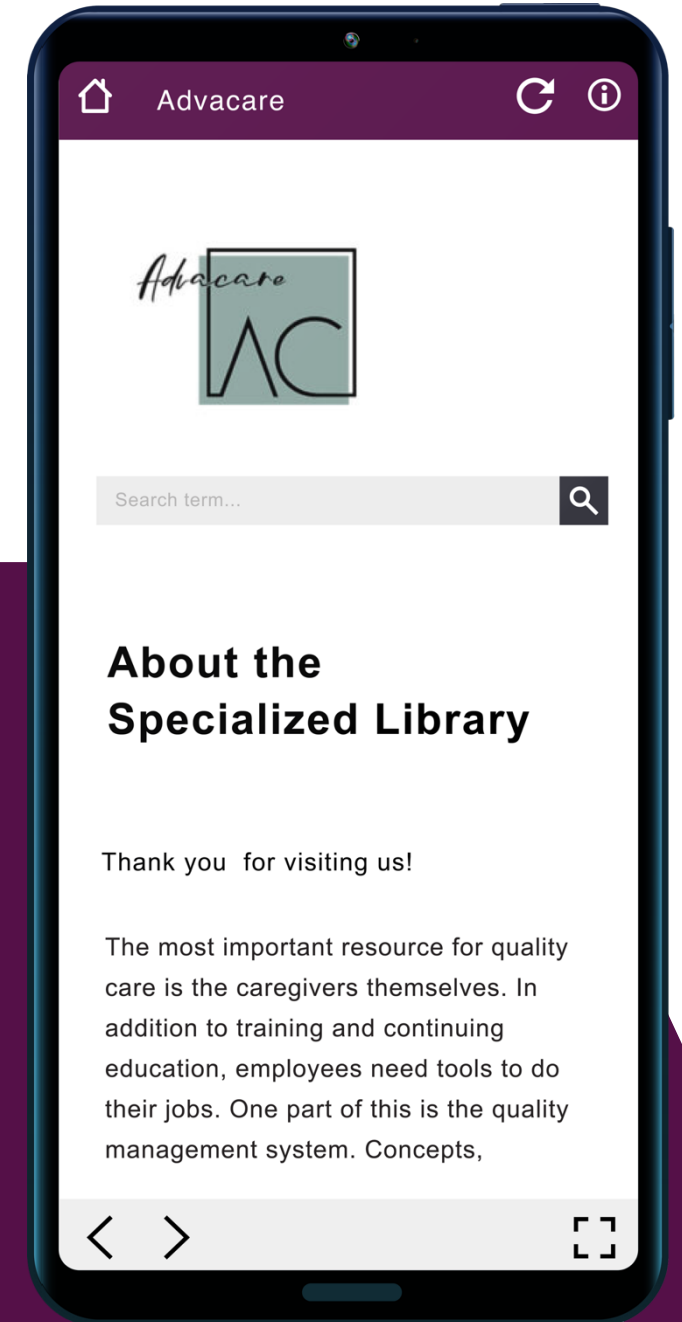 Advacare
Advacare
AC
Search term...
About the
Specialized Library
Thank you  for visiting us!
The most important resource for quality
care is the caregivers themselves. In
addition to training and continuing
education, employees need tools to do
their jobs. One part of this is the quality
management system. Concepts,